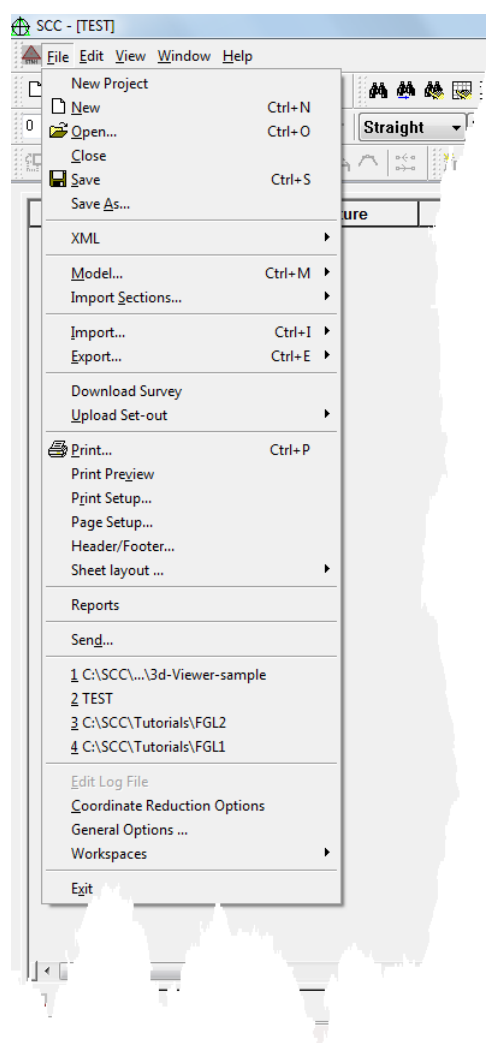 SCC - [TEST]
File Edit View Window Help
New Project
New Ctrl+N
0 Open... Ctrl+O Straight
Close
Save Ctrl+S
Save As...
ure
XML
Model... Ctrl+M
Import Sections...
Import... Ctrl+I
Export... Ctrl+E
Download Survey
Upload Set-out
Print... Ctrl+P
Print Preview
Print Setup...
Page Setup...
Header/Footer...
Sheet layout ...
Reports
Send...
1 C:\SCC\...\3d-Viewer-sample
2 TEST
3 C:\SCC\Tutorials\FGL2
4 C:\SCC\Tutorials\FGL1
Edit Log File
Coordinate Reduction Options
General Options ...
Workspaces
Exit